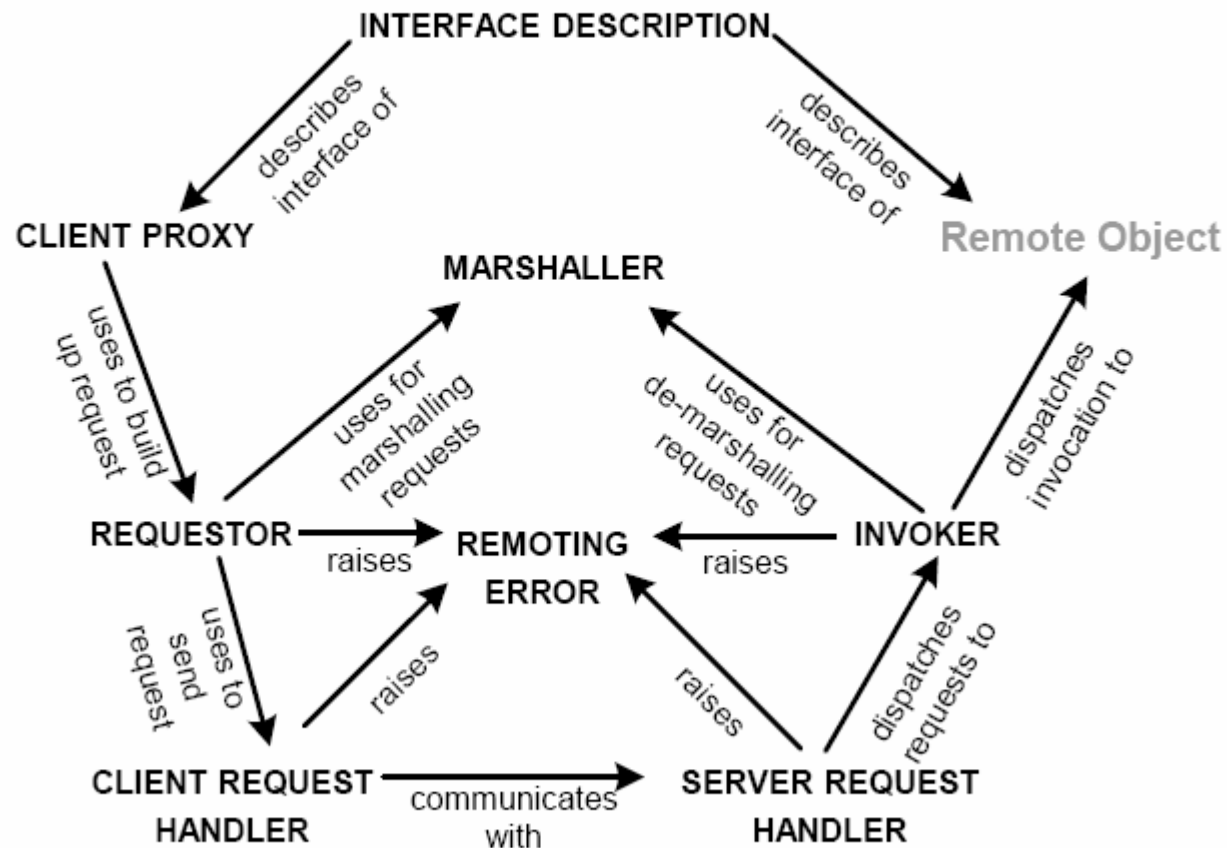 INTERFACE DESCRIPTION
describes
interface of
describes
interface of
CLIENT PROXY
Remote Object
MARSHALLER
uses to build
up request
uses for
marshalling
requests
uses for
de-marshalling
requests
dispatches
invocation to
REQUESTOR
raises
REMOTING
ERROR
raises
INVOKER
uses to
send
request
raises
raises
dispatches
requests to
CLIENT REQUEST
HANDLER
communicates
with
SERVER REQUEST
HANDLER